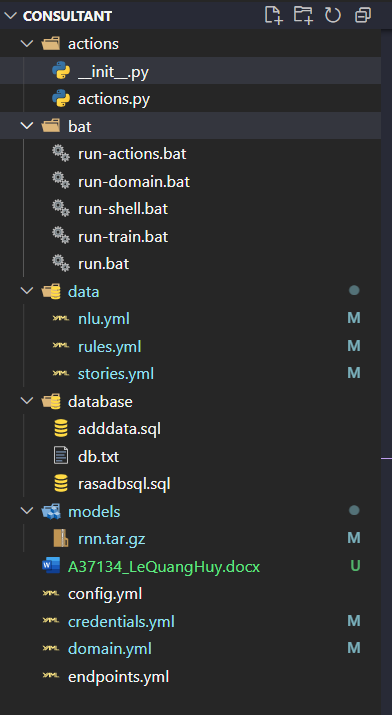 CONSULTANT
actions
__init__.py
actions.py
bat
run-actions.bat
run-domain.bat
run-shell.bat
run-train.bat
run.bat
data
nlu.yml M
rules.yml M
stories.yml M
database
adddata.sql
db.txt
rasadbsql.sql
models
rnn.tar.gz M
A37134_LeQuangHuy.docx U
config.yml
credentials.yml M
domain.yml M
endpoints.yml